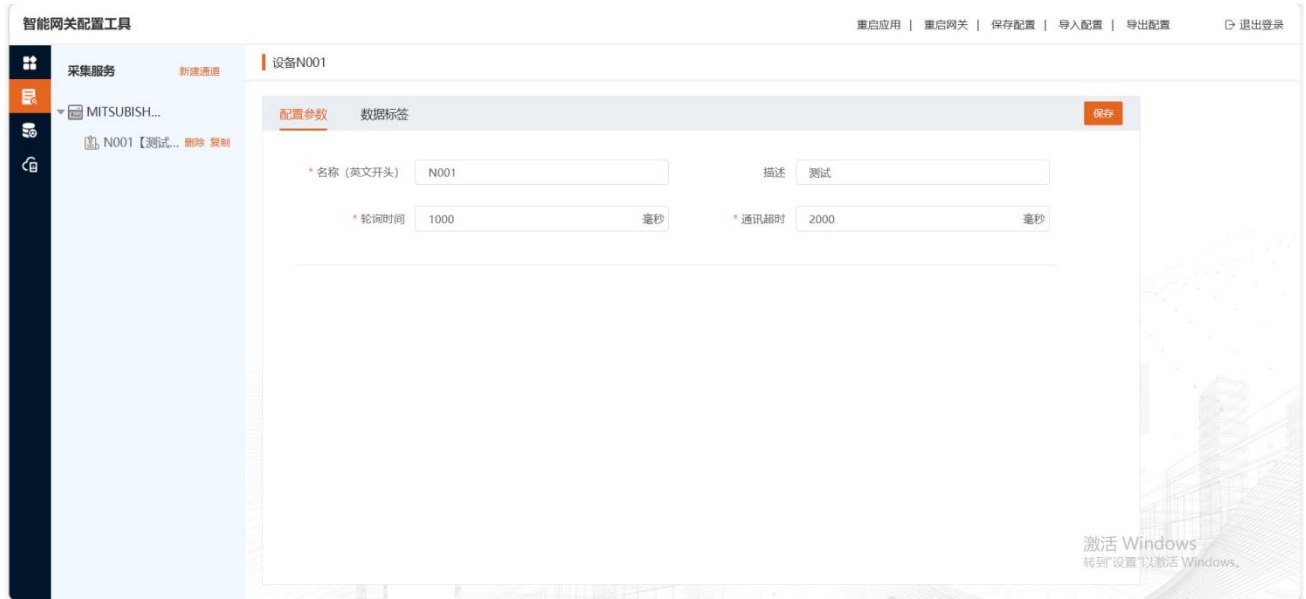 智能网关配置工具
重启应用 | 重启网关 | 保存配置 | 导入配置 | 导出配置 退出登录
采集服务 新建通道
MITSUBISH...
N001【测试... 删除 复制
设备N001
配置参数 数据标签 保存
* 名称（英文开头） N001 描述 测试
* 轮询时间 1000 毫秒 * 通讯超时 2000 毫秒
激活 Windows
转到"设置"以激活 Windows。